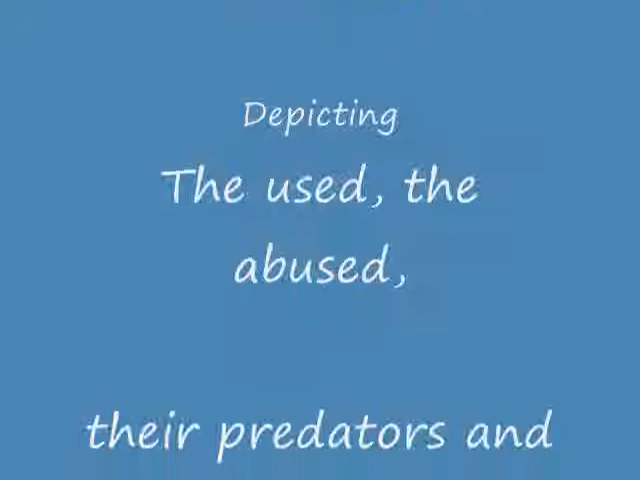 Depicting
The used, the
abused,
their predators and